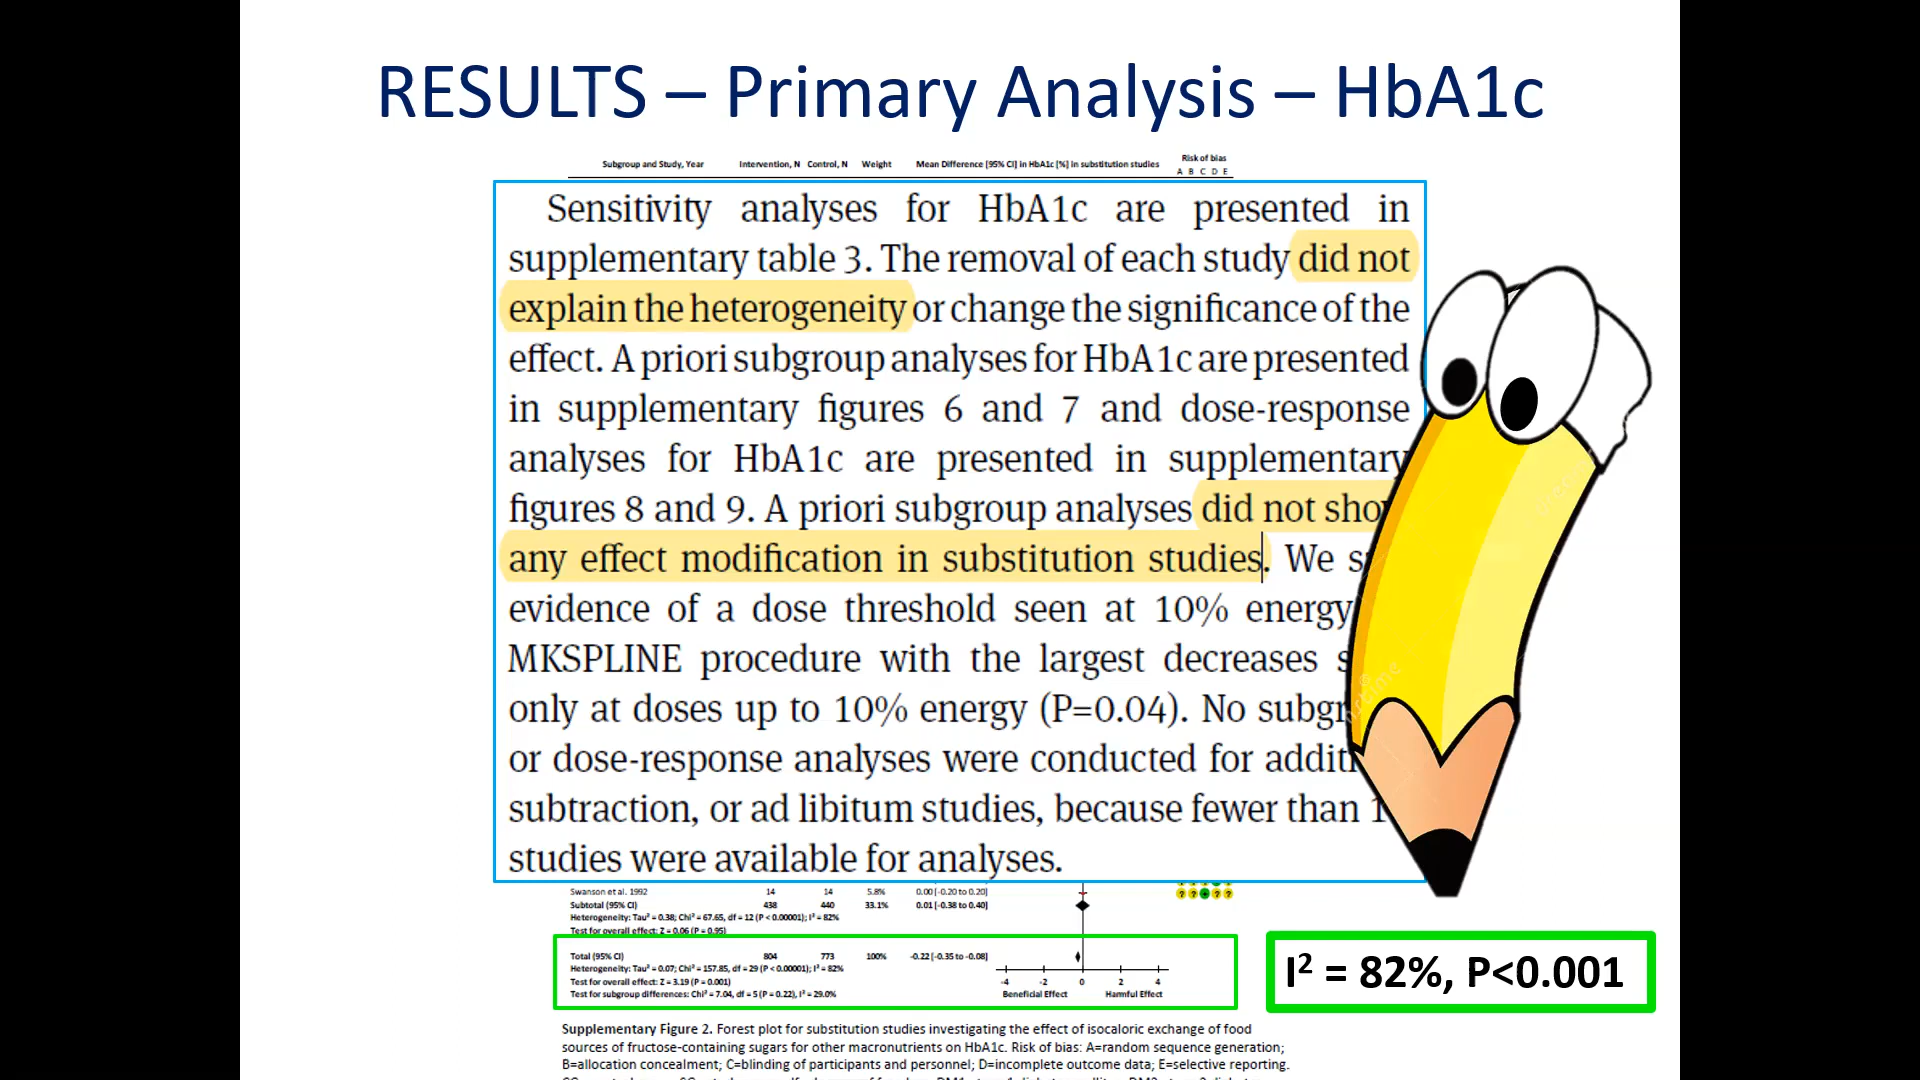 RESULTS – Primary Analysis – HbA1c
Subgroup and Study, Year Intervention, N Control, N Weight Mean Difference [95% CI] in HbA1c [%] in substitution studies Risk of bias
A B C D E
Sensitivity analyses for HbA1c are presented in
supplementary table 3. The removal of each study did not
explain the heterogeneity or change the significance of the
effect. A priori subgroup analyses for HbA1c are presented
in supplementary figures 6 and 7 and dose-response
analyses for HbA1c are presented in supplementary
figures 8 and 9. A priori subgroup analyses did not
any effect modification in substitution studies. We
evidence of a dose threshold seen at 10% energy
MKSPLINE procedure with the largest decreases
only at doses up to 10% energy (P=0.04). No
or dose-response analyses were conducted for
subtraction, or ad libitum studies, because fewer than
studies were available for analyses.
Swanson et al. 1992 14 14 5.8% 0.00 [-0.20 to 0.20]
Subtotal (95% CI) 438 440 33.1% 0.01 [-0.38 to 0.40]
Heterogeneity: Tau² = 0.38; Chi² = 67.65, df = 12 (P < 0.00001); I² = 82%
Test for overall effect: Z = 0.06 (P = 0.95)
Total (95% CI) 804 773 100% -0.22 [-0.35 to -0.08]
Heterogeneity: Tau² = 0.07; Chi² = 157.85, df = 29 (P < 0.00001); I² = 82%
Test for overall effect: Z = 3.19 (P = 0.001)
Test for subgroup differences: Chi² = 7.04, df = 5 (P = 0.22), I² = 29.0%
-4 -2 0 2 4
Beneficial Effect Harmful Effect
I² = 82%, P<0.001
Supplementary Figure 2. Forest plot for substitution studies investigating the effect of isocaloric exchange of food
sources of fructose-containing sugars for other macronutrients on HbA1c. Risk of bias: A=random sequence generation;
B=allocation concealment; C=blinding of participants and personnel; D=incomplete outcome data; E=selective reporting.